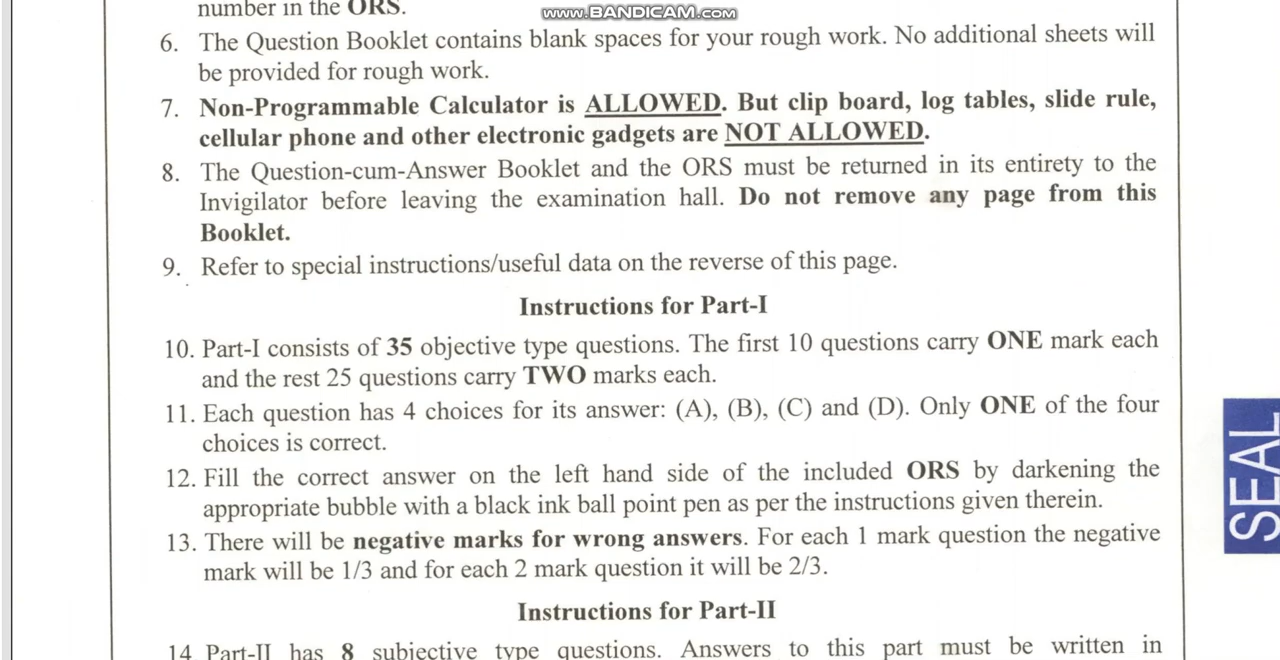 number in the ORS.
www.BANDICAM.com
6. The Question Booklet contains blank spaces for your rough work. No additional sheets will
be provided for rough work.
7. Non-Programmable Calculator is ALLOWED. But clip board, log tables, slide rule,
cellular phone and other electronic gadgets are NOT ALLOWED.
8. The Question-cum-Answer Booklet and the ORS must be returned in its entirety to the
Invigilator before leaving the examination hall. Do not remove any page from this
Booklet.
9. Refer to special instructions/useful data on the reverse of this page.
Instructions for Part-I
10. Part-I consists of 35 objective type questions. The first 10 questions carry ONE mark each
and the rest 25 questions carry TWO marks each.
11. Each question has 4 choices for its answer: (A), (B), (C) and (D). Only ONE of the four
choices is correct.
12. Fill the correct answer on the left hand side of the included ORS by darkening the
appropriate bubble with a black ink ball point pen as per the instructions given therein.
13. There will be negative marks for wrong answers. For each 1 mark question the negative
mark will be 1/3 and for each 2 mark question it will be 2/3.
Instructions for Part-II
14. Part-II has 8 subjective type questions. Answers to this part must be written in
SEAL